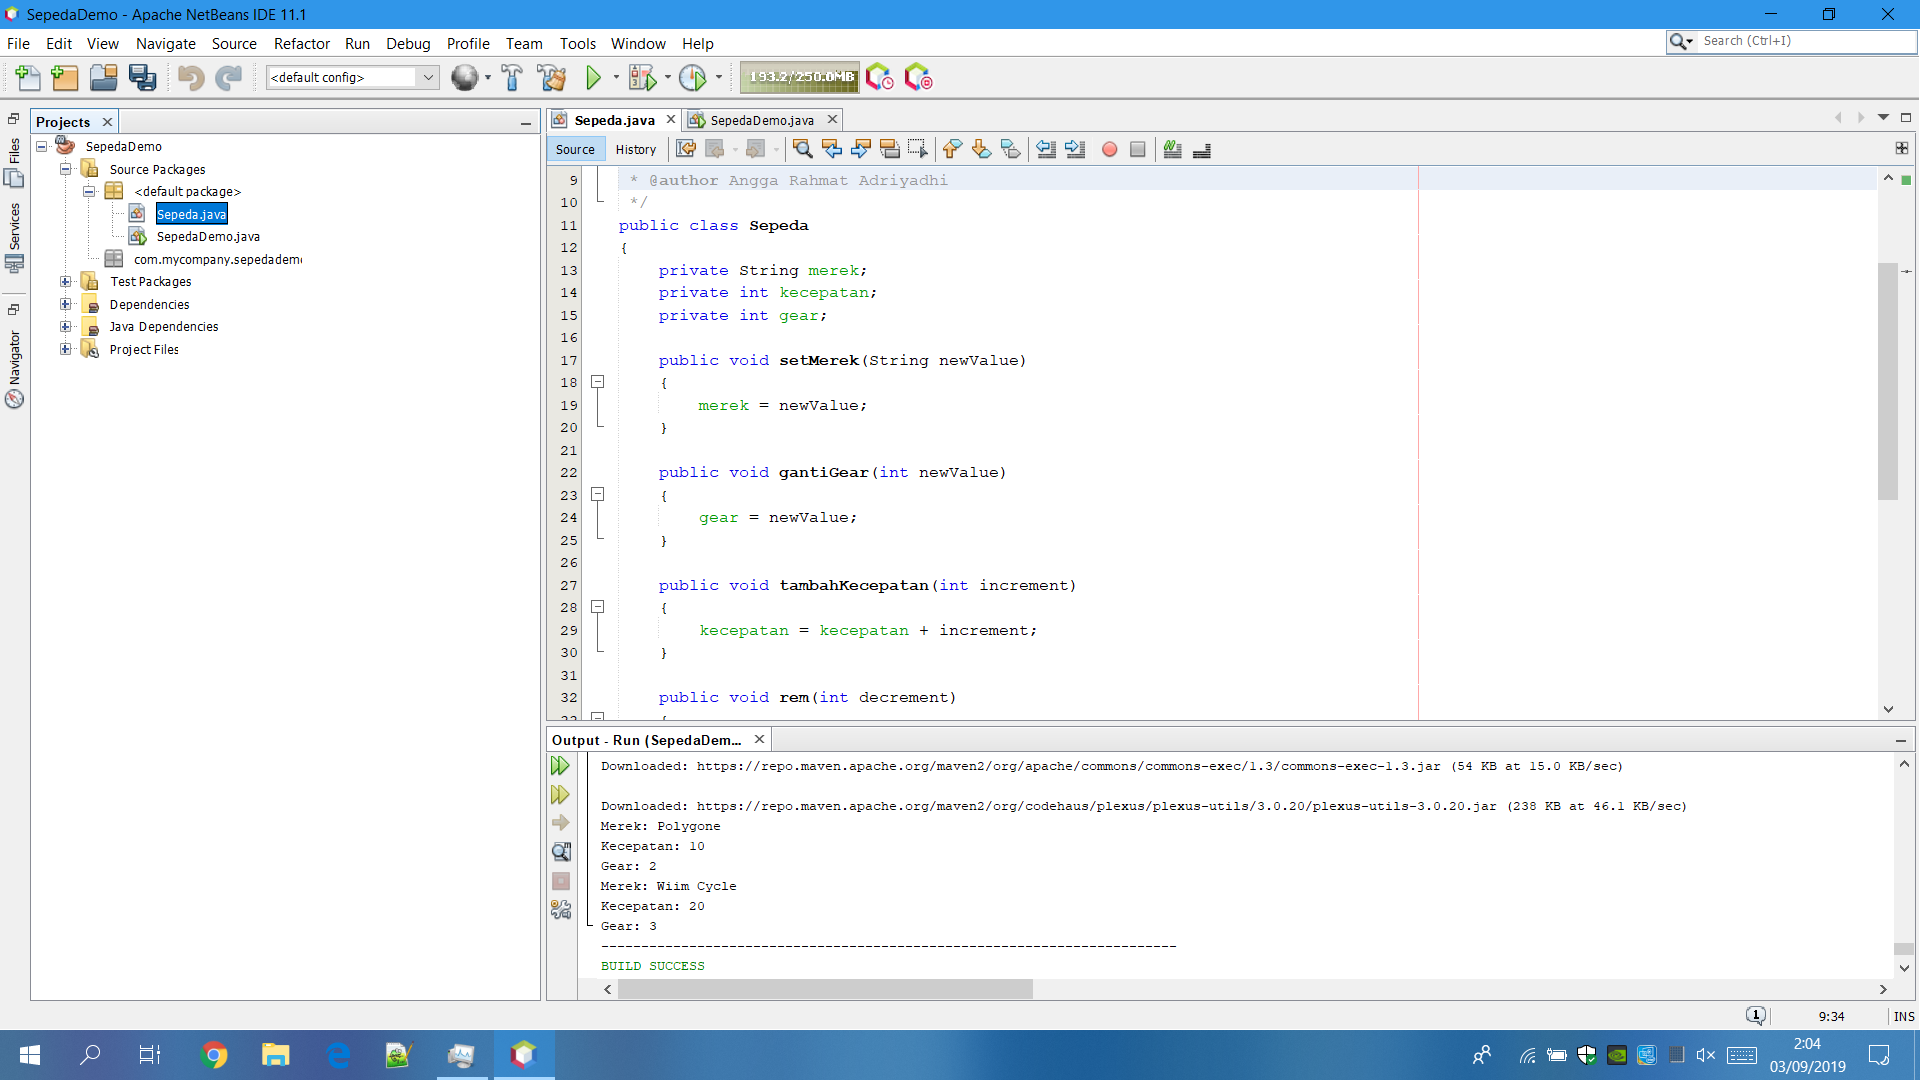 SepedaDemo - Apache NetBeans IDE 11.1
File Edit View Navigate Source Refactor Run Debug Profile Team Tools Window Help
Search (Ctrl+I)
<default config>
193.2/250.0MB
Projects
Files
Services
Navigator
SepedaDemo
Source Packages
<default package>
Sepeda.java
SepedaDemo.java
com.mycompany.sepedadem
Test Packages
Dependencies
Java Dependencies
Project Files
Sepeda.java SepedaDemo.java
Source History
9 * @author Angga Rahmat Adriyadhi
10 */
11 public class Sepeda
12 {
13 private String merek;
14 private int kecepatan;
15 private int gear;
16
17 public void setMerek(String newValue)
18 {
19 merek = newValue;
20 }
21
22 public void gantiGear(int newValue)
23 {
24 gear = newValue;
25 }
26
27 public void tambahKecepatan(int increment)
28 {
29 kecepatan = kecepatan + increment;
30 }
31
32 public void rem(int decrement)
33 {
Output - Run (SepedaDem...
Downloaded: https://repo.maven.apache.org/maven2/org/apache/commons/commons-exec/1.3/commons-exec-1.3.jar (54 KB at 15.0 KB/sec)
Downloaded: https://repo.maven.apache.org/maven2/org/codehaus/plexus/plexus-utils/3.0.20/plexus-utils-3.0.20.jar (238 KB at 46.1 KB/sec)
Merek: Polygone
Kecepatan: 10
Gear: 2
Merek: Wiim Cycle
Kecepatan: 20
Gear: 3
------------------------------------------------------------------------
BUILD SUCCESS
1
9:34 INS
2:04
03/09/2019